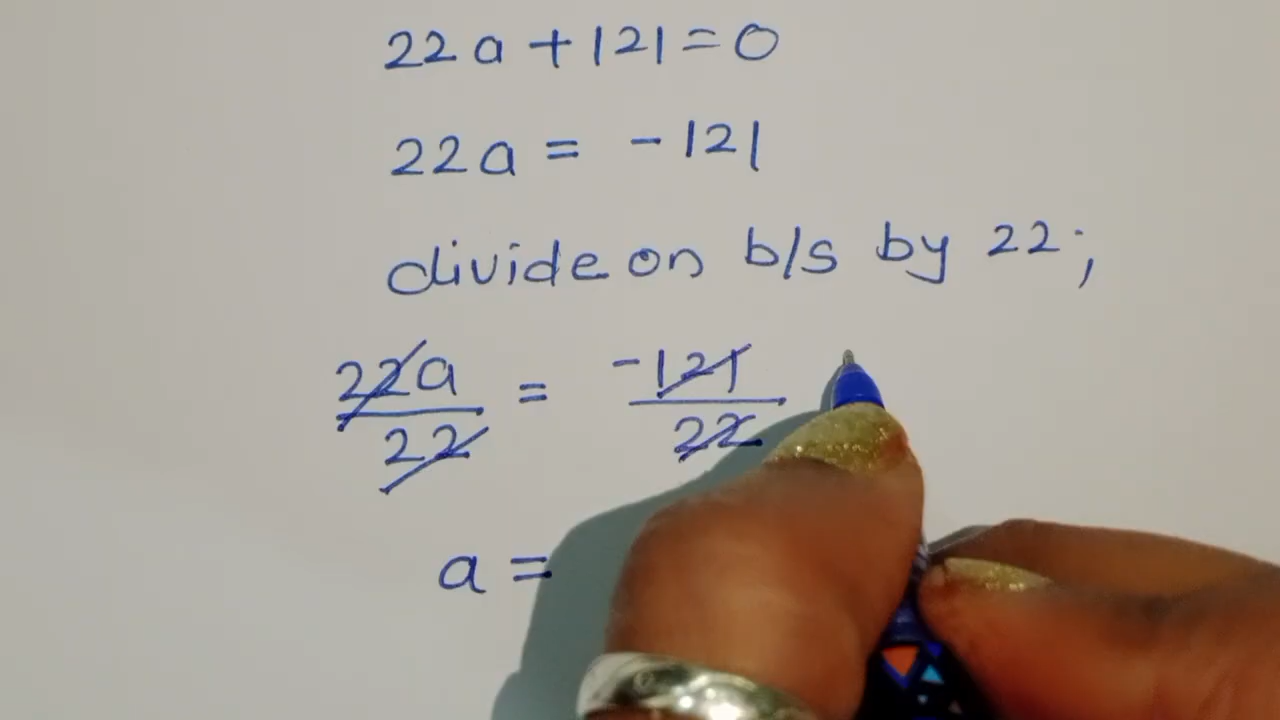 22a + 121 = 0
22a = -121
divide on b/s by 22;
22a/22 = -121/22
a =